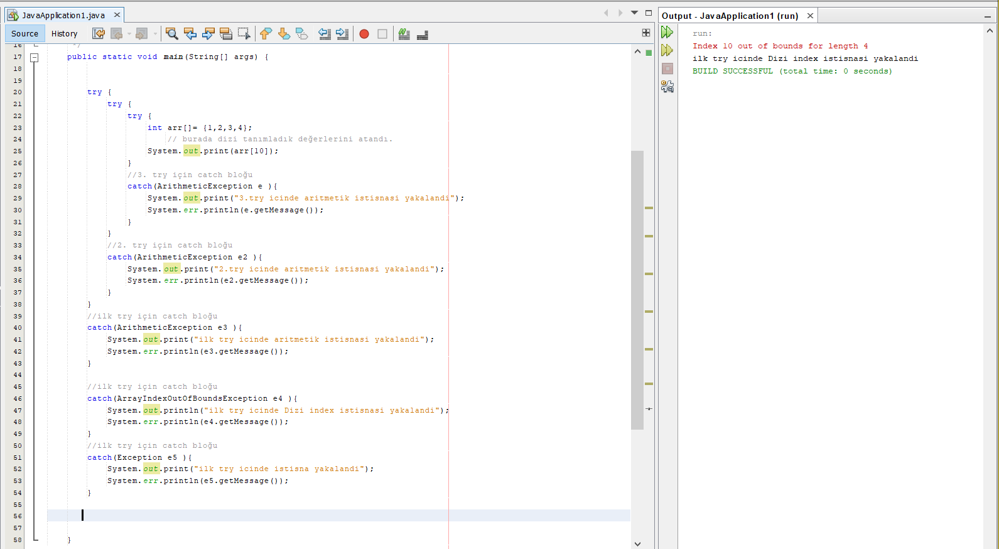 JavaApplication1.java
Source History
16 */
17 public static void main(String[] args) {
18
19
20 try {
21 try {
22 try {
23 int arr[]= {1,2,3,4};
24 // burada dizi tanımladık değerlerini atandı.
25 System.out.print(arr[10]);
26 }
27 //3. try için catch bloğu
28 catch(ArithmeticException e ){
29 System.out.print("3.try icinde aritmetik istisnasi yakalandi");
30 System.err.println(e.getMessage());
31 }
32 }
33 //2. try için catch bloğu
34 catch(ArithmeticException e2 ){
35 System.out.print("2.try icinde aritmetik istisnasi yakalandi");
36 System.err.println(e2.getMessage());
37 }
38 }
39 //ilk try için catch bloğu
40 catch(ArithmeticException e3 ){
41 System.out.print("ilk try icinde aritmetik istisnasi yakalandi");
42 System.err.println(e3.getMessage());
43 }
44
45 //ilk try için catch bloğu
46 catch(ArrayIndexOutOfBoundsException e4 ){
47 System.out.println("ilk try icinde Dizi index istisnasi yakalandi");
48 System.err.println(e4.getMessage());
49 }
50 //ilk try için catch bloğu
51 catch(Exception e5 ){
52 System.out.print("ilk try icinde istisna yakalandi");
53 System.err.println(e5.getMessage());
54 }
55
56
57
58 }
Output - JavaApplication1 (run)
run:
Index 10 out of bounds for length 4
ilk try icinde Dizi index istisnasi yakalandi
BUILD SUCCESSFUL (total time: 0 seconds)